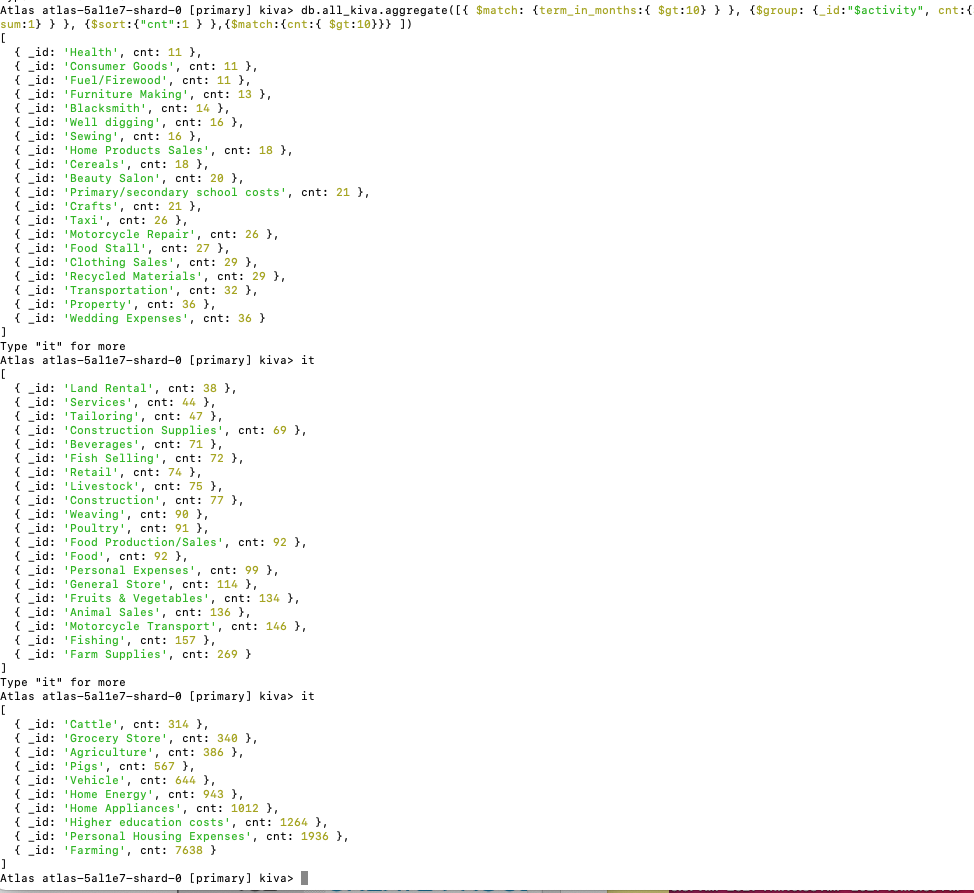 Atlas atlas-5al1e7-shard-0 [primary] kiva> db.all_kiva.aggregate([{ $match: {term_in_months:{ $gt:10} } }, {$group: {_id:"$activity", cnt:{
sum:1} } }, {$sort:{"cnt":1 } },{$match:{cnt:{ $gt:10}}} ])
[
  { _id: 'Health', cnt: 11 },
  { _id: 'Consumer Goods', cnt: 11 },
  { _id: 'Fuel/Firewood', cnt: 11 },
  { _id: 'Furniture Making', cnt: 13 },
  { _id: 'Blacksmith', cnt: 14 },
  { _id: 'Well digging', cnt: 16 },
  { _id: 'Sewing', cnt: 16 },
  { _id: 'Home Products Sales', cnt: 18 },
  { _id: 'Cereals', cnt: 18 },
  { _id: 'Beauty Salon', cnt: 20 },
  { _id: 'Primary/secondary school costs', cnt: 21 },
  { _id: 'Crafts', cnt: 21 },
  { _id: 'Taxi', cnt: 26 },
  { _id: 'Motorcycle Repair', cnt: 26 },
  { _id: 'Food Stall', cnt: 27 },
  { _id: 'Clothing Sales', cnt: 29 },
  { _id: 'Recycled Materials', cnt: 29 },
  { _id: 'Transportation', cnt: 32 },
  { _id: 'Property', cnt: 36 },
  { _id: 'Wedding Expenses', cnt: 36 }
]
Type "it" for more
Atlas atlas-5al1e7-shard-0 [primary] kiva> it
[
  { _id: 'Land Rental', cnt: 38 },
  { _id: 'Services', cnt: 44 },
  { _id: 'Tailoring', cnt: 47 },
  { _id: 'Construction Supplies', cnt: 69 },
  { _id: 'Beverages', cnt: 71 },
  { _id: 'Fish Selling', cnt: 72 },
  { _id: 'Retail', cnt: 74 },
  { _id: 'Livestock', cnt: 75 },
  { _id: 'Construction', cnt: 77 },
  { _id: 'Weaving', cnt: 90 },
  { _id: 'Poultry', cnt: 91 },
  { _id: 'Food Production/Sales', cnt: 92 },
  { _id: 'Food', cnt: 92 },
  { _id: 'Personal Expenses', cnt: 99 },
  { _id: 'General Store', cnt: 114 },
  { _id: 'Fruits & Vegetables', cnt: 134 },
  { _id: 'Animal Sales', cnt: 136 },
  { _id: 'Motorcycle Transport', cnt: 146 },
  { _id: 'Fishing', cnt: 157 },
  { _id: 'Farm Supplies', cnt: 269 }
]
Type "it" for more
Atlas atlas-5al1e7-shard-0 [primary] kiva> it
[
  { _id: 'Cattle', cnt: 314 },
  { _id: 'Grocery Store', cnt: 340 },
  { _id: 'Agriculture', cnt: 386 },
  { _id: 'Pigs', cnt: 567 },
  { _id: 'Vehicle', cnt: 644 },
  { _id: 'Home Energy', cnt: 943 },
  { _id: 'Home Appliances', cnt: 1012 },
  { _id: 'Higher education costs', cnt: 1264 },
  { _id: 'Personal Housing Expenses', cnt: 1936 },
  { _id: 'Farming', cnt: 7638 }
]
Atlas atlas-5al1e7-shard-0 [primary] kiva>